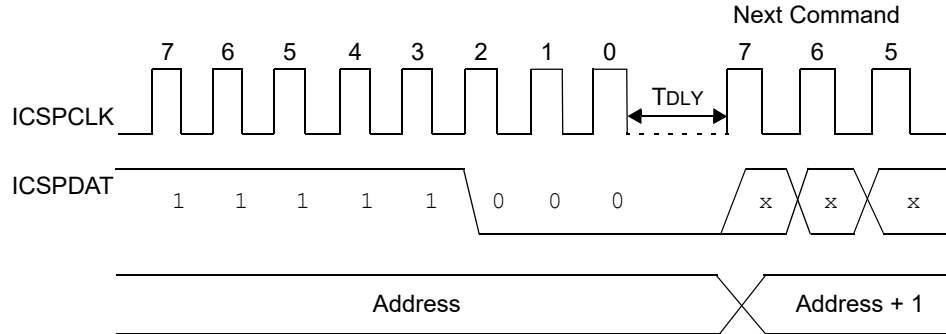 Next Command
7 6 5 4 3 2 1 0 7 6 5
TDLY
ICSPCLK
ICSPDAT
1 1 1 1 1 0 0 0 x x x
Address Address + 1